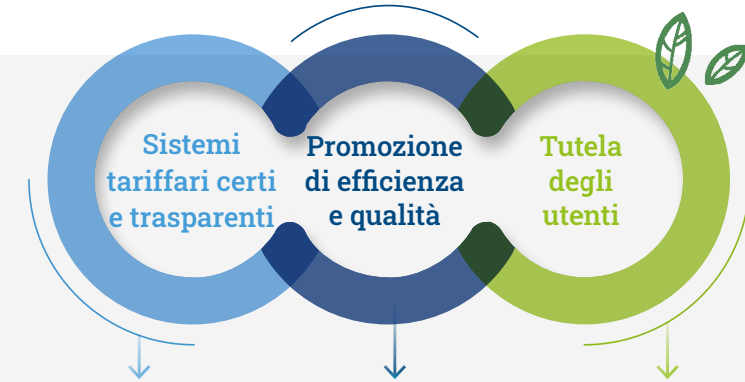 Sistemi
tariffari certi
e trasparenti
Promozione
di efficienza
e qualità
Tutela
degli
utenti